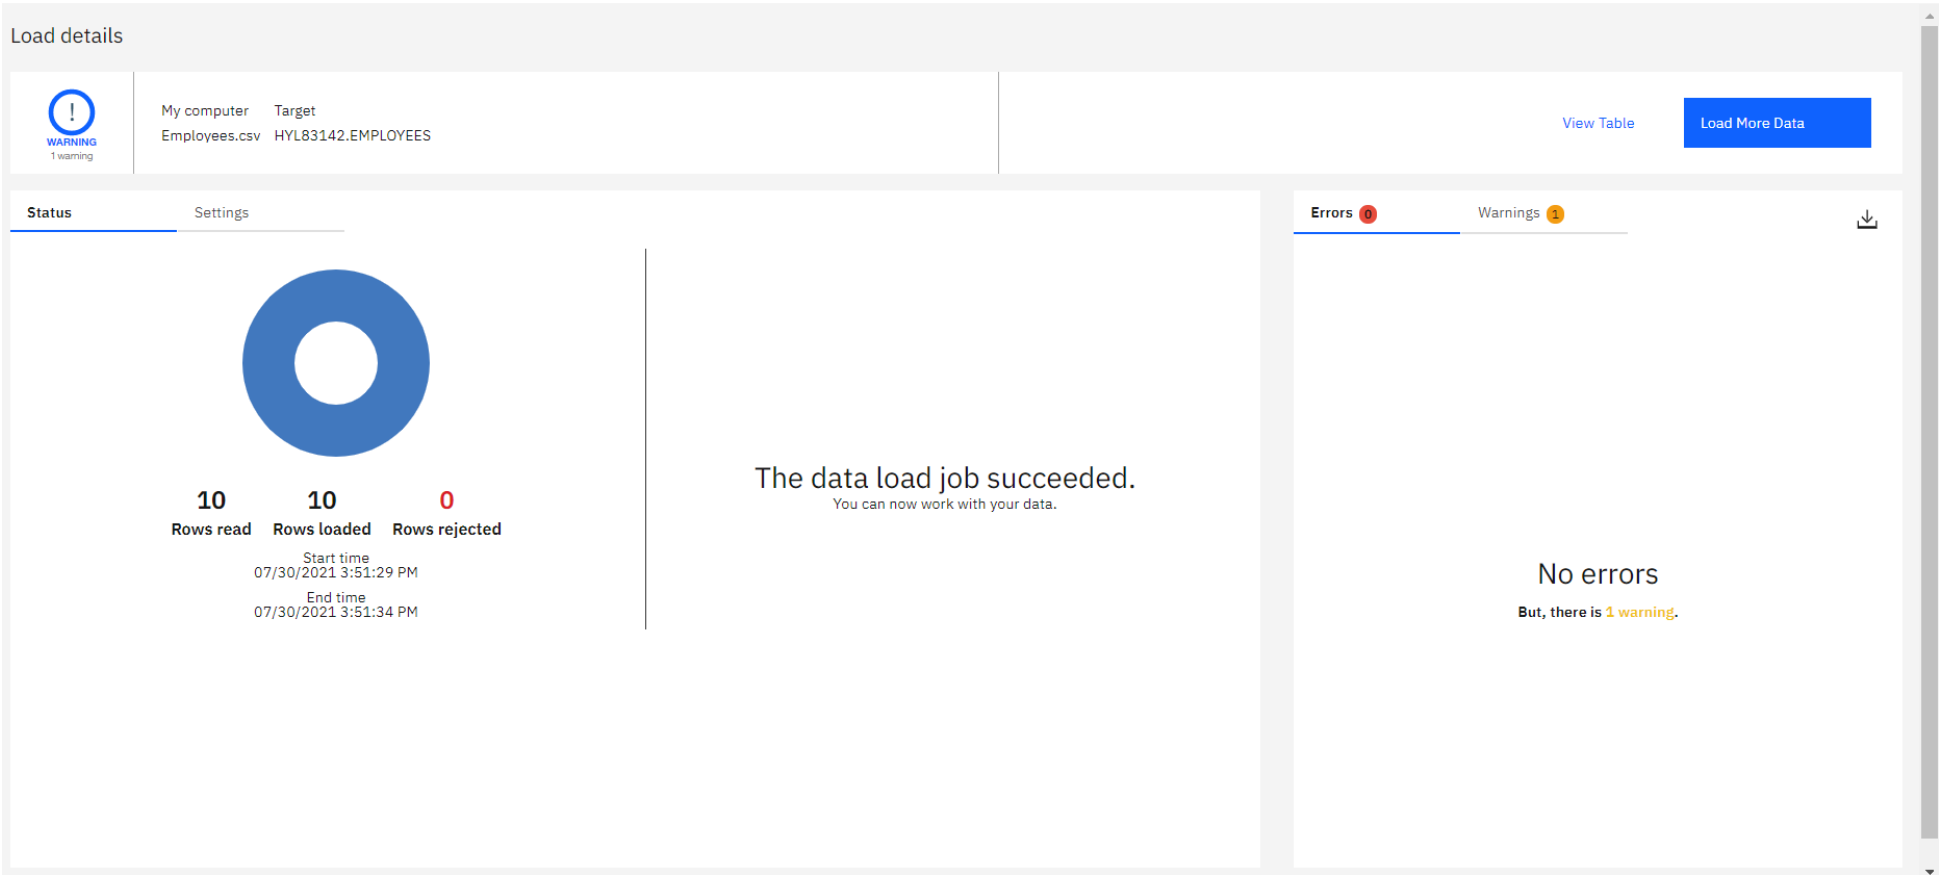 Load details
!
WARNING
1 warning
My computer Target
Employees.csv HYL83142.EMPLOYEES
View Table
Load More Data
Status Settings
10 10 0
Rows read Rows loaded Rows rejected
Start time
07/30/2021 3:51:29 PM
End time
07/30/2021 3:51:34 PM
The data load job succeeded.
You can now work with your data.
Errors 0 Warnings 1
No errors
But, there is 1 warning.